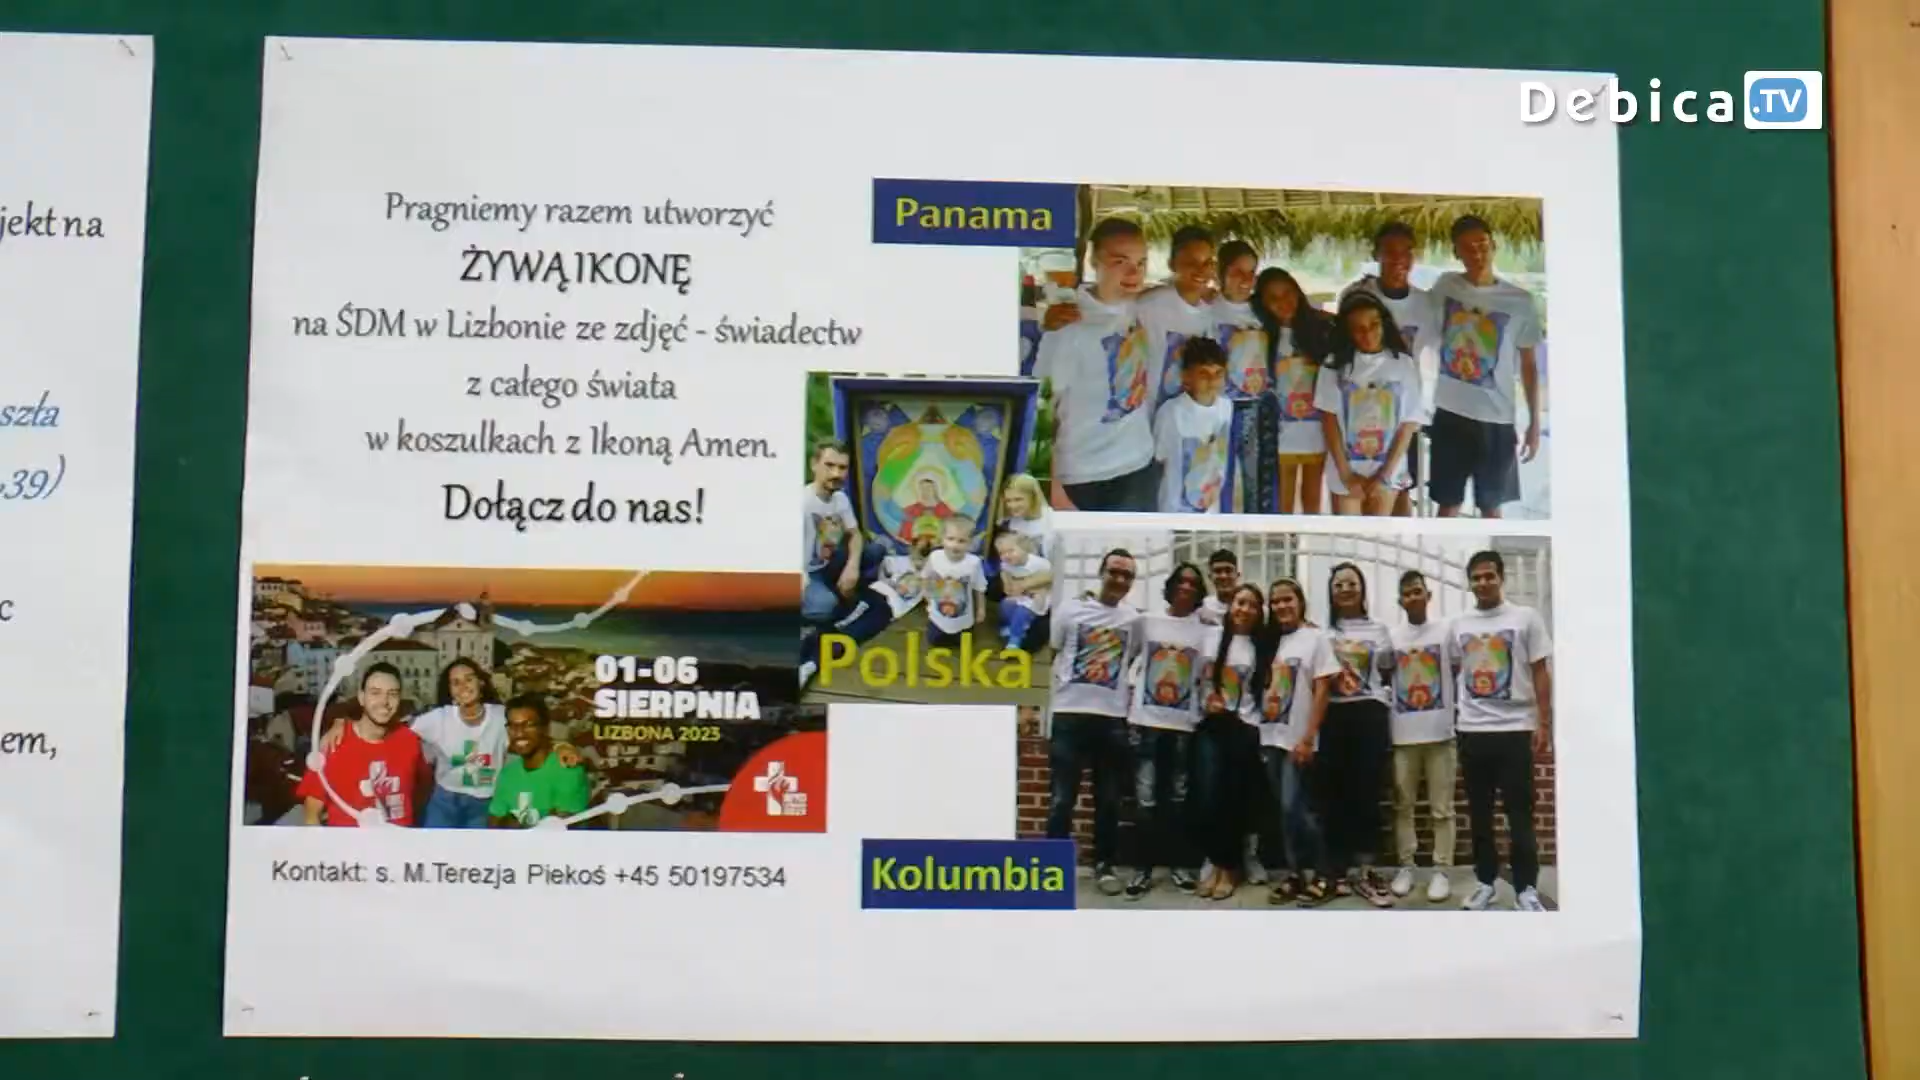 Debica.TV
jekt na
szła
,39)
c
em,
Pragniemy razem utworzyć
ŻYWĄ IKONĘ
na ŚDM w Lizbonie ze zdjęć - świadectw
z całego świata
w koszulkach z Ikoną Amen.
Dołącz do nas!
Panama
Polska
01-06
SIERPNIA
LIZBONA 2023
Kontakt: s. M.Terezja Piekoś +45 50197534
Kolumbia